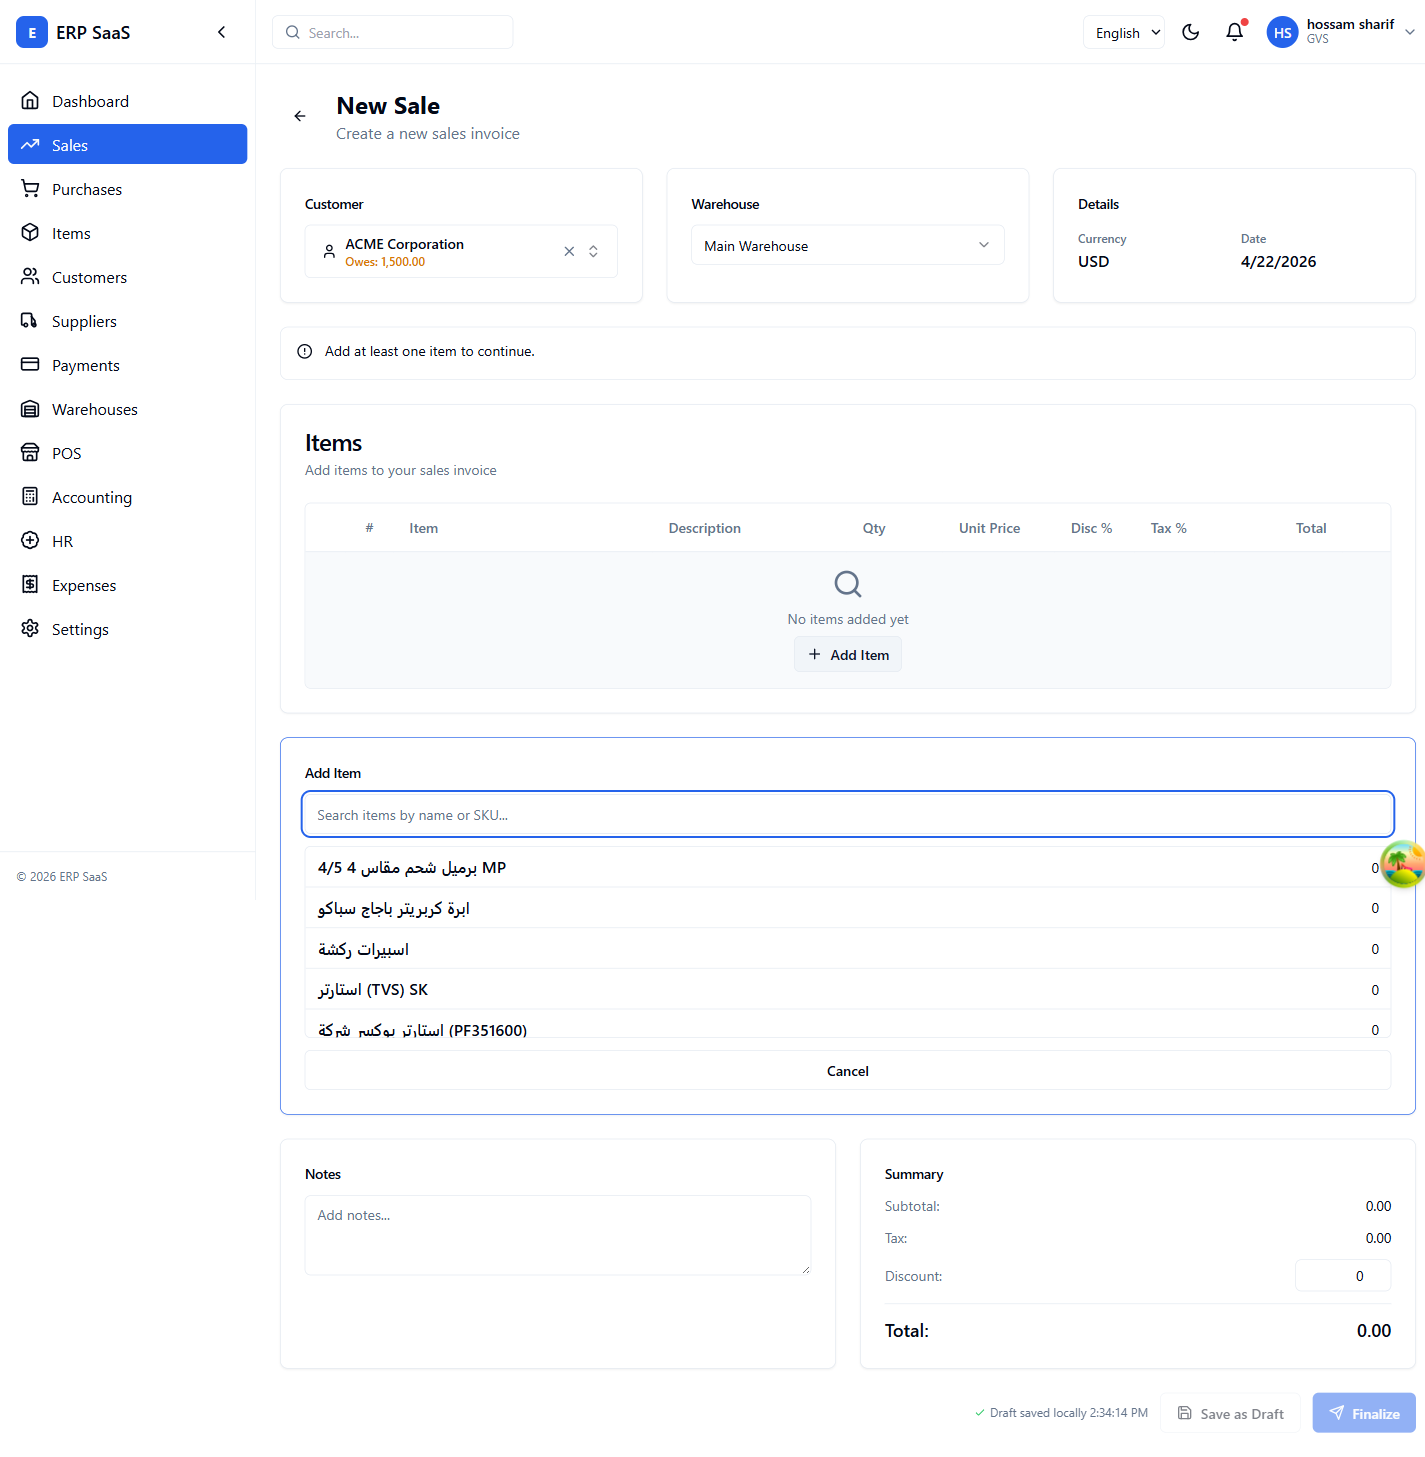 E ERP SaaS
Search...
English
HS
hossam sharif
GVS
Dashboard
Sales
Purchases
Items
Customers
Suppliers
Payments
Warehouses
POS
Accounting
HR
Expenses
Settings
© 2026 ERP SaaS
New Sale
Create a new sales invoice
Customer
ACME Corporation
Owes: 1,500.00
Warehouse
Main Warehouse
Details
Currency
USD
Date
4/22/2026
Add at least one item to continue.
Items
Add items to your sales invoice
# Item Description Qty Unit Price Disc % Tax % Total
No items added yet
+ Add Item
Add Item
Search items by name or SKU...
4/5 برميل شحم مقاس 4 MP 0
ابرة كربريتر باجاج سباكو 0
اسبيرات ركشة 0
استارتر (TVS) SK 0
استارتر بوكسر شركة (PF351600) 0
Cancel
Notes
Add notes...
Summary
Subtotal: 0.00
Tax: 0.00
Discount: 0
Total: 0.00
Draft saved locally 2:34:14 PM
Save as Draft
Finalize